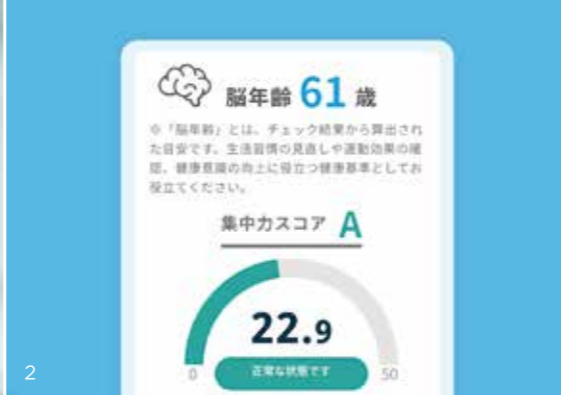 脳年齢 61 歳
※「脳年齢」とは、チェック結果から算出され
た目安です。生活習慣の見直しや運動効果の確
認、健康意識の向上に役立つ健康基準としてお
役立てください。
集中力スコア A
22.9
0
正常な状態です
50
2